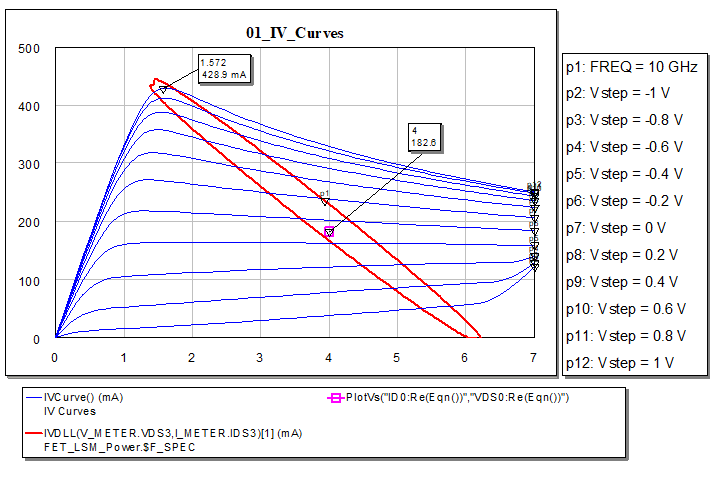 01_IV_Curves
500
400
300
200
100
0
0
1
2
3
4
5
6
7
1.572
428.9 mA
4
182.6
p1
p12
p1: FREQ = 10 GHz
p2: Vstep = -1 V
p3: Vstep = -0.8 V
p4: Vstep = -0.6 V
p5: Vstep = -0.4 V
p6: Vstep = -0.2 V
p7: Vstep = 0 V
p8: Vstep = 0.2 V
p9: Vstep = 0.4 V
p10: Vstep = 0.6 V
p11: Vstep = 0.8 V
p12: Vstep = 1 V
IVCurve() (mA)
IV Curves
PlotVs("ID0:Re(Eqn())","VDS0:Re(Eqn())")
IVDLL(V_METER.VDS3,I_METER.IDS3)[1] (mA)
FET_LSM_Power.$F_SPEC